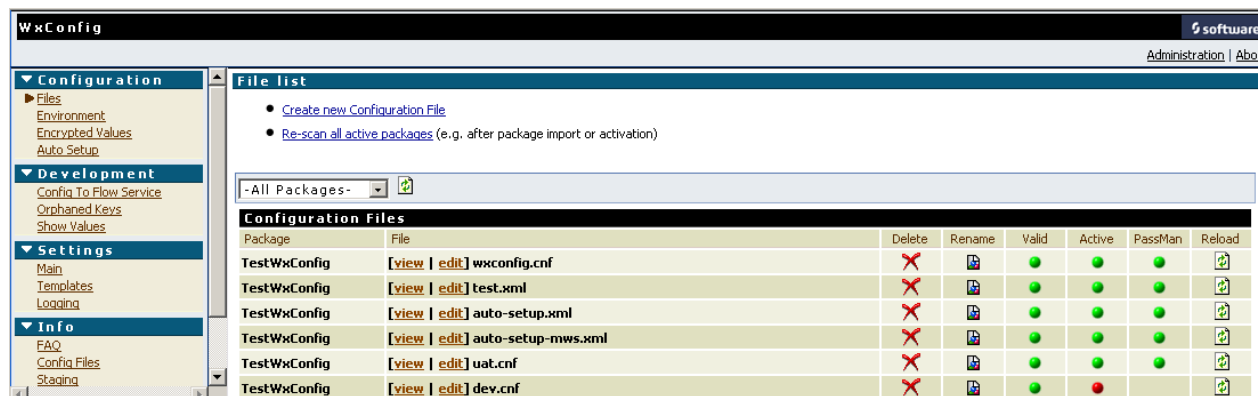 WxConfig
software
Administration | Abo
Configuration
Files
Environment
Encrypted Values
Auto Setup
Development
Config To Flow Service
Orphaned Keys
Show Values
Settings
Main
Templates
Logging
Info
FAQ
Config Files
Staging
File list
Create new Configuration File
Re-scan all active packages (e.g. after package import or activation)
-All Packages-
Configuration Files
Package File Delete Rename Valid Active PassMan Reload
TestWxConfig [view | edit] wxconfig.cnf
TestWxConfig [view | edit] test.xml
TestWxConfig [view | edit] auto-setup.xml
TestWxConfig [view | edit] auto-setup-mws.xml
TestWxConfig [view | edit] uat.cnf
TestWxConfig [view | edit] dev.cnf